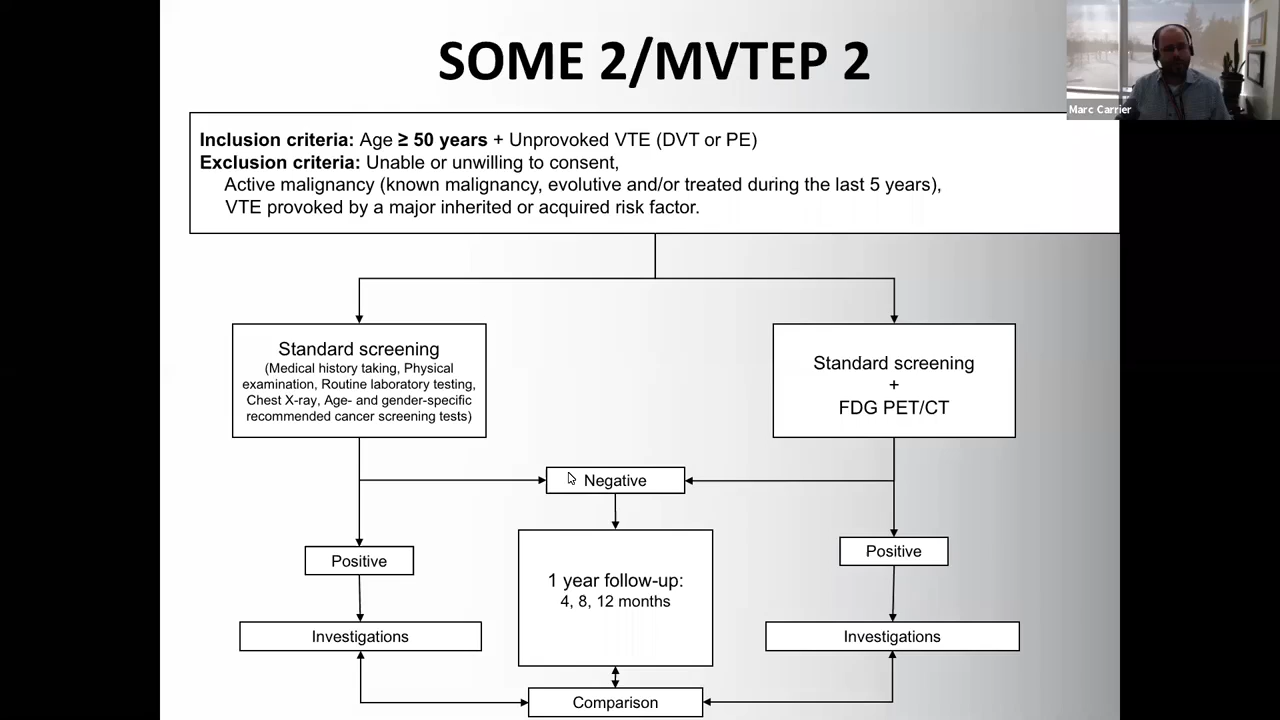 SOME 2/MVTEP 2
Marc Carrier
Inclusion criteria: Age ≥ 50 years + Unprovoked VTE (DVT or PE)
Exclusion criteria: Unable or unwilling to consent,
Active malignancy (known malignancy, evolutive and/or treated during the last 5 years),
VTE provoked by a major inherited or acquired risk factor.
Standard screening
(Medical history taking, Physical
examination, Routine laboratory testing,
Chest X-ray, Age- and gender-specific
recommended cancer screening tests)
Standard screening
+
FDG PET/CT
Negative
Positive
Positive
1 year follow-up:
4, 8, 12 months
Investigations
Investigations
Comparison